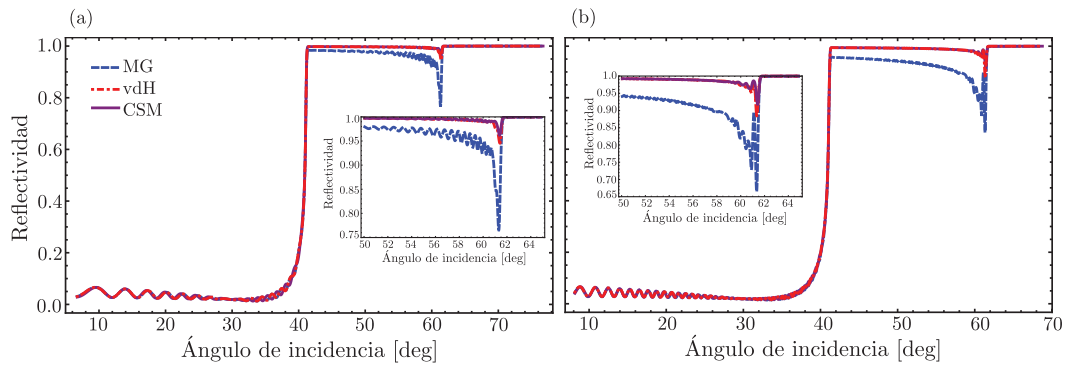 (a)
Reflectividad
1.0
0.8
0.6
0.4
0.2
0.0
MG
vdH
CSM
10 20 30 40 50 60 70
Ángulo de incidencia [deg]
Reflectividad
1.00
0.95
0.90
0.85
0.80
0.75
50 52 54 56 58 60 62 64
Ángulo de incidencia [deg]
(b)
10 20 30 40 50 60 70
Ángulo de incidencia [deg]
Reflectividad
1.00
0.95
0.90
0.85
0.80
0.75
0.70
0.65
50 52 54 56 58 60 62 64
Ángulo de incidencia [deg]